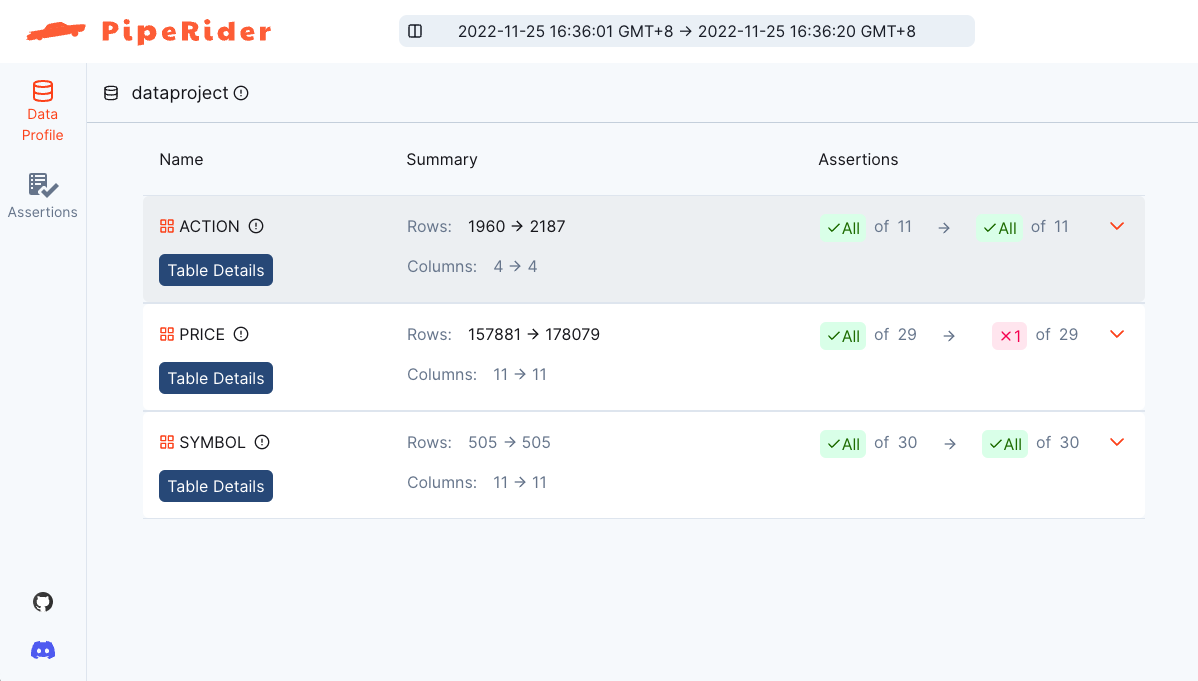 PipeRider
2022-11-25 16:36:01 GMT+8 → 2022-11-25 16:36:20 GMT+8
Data
Profile
Assertions
dataproject
Name Summary Assertions
ACTION Rows: 1960 → 2187 All of 11 → All of 11
Table Details Columns: 4 → 4
PRICE Rows: 157881 → 178079 All of 29 → 1 of 29
Table Details Columns: 11 → 11
SYMBOL Rows: 505 → 505 All of 30 → All of 30
Table Details Columns: 11 → 11